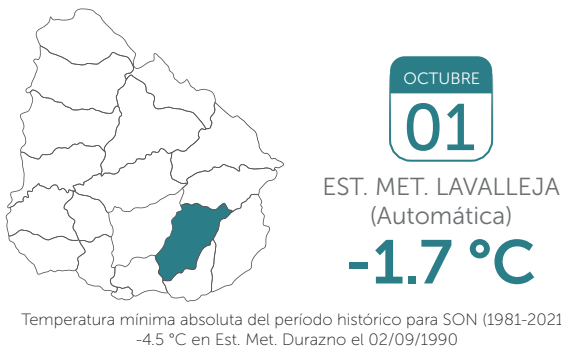 OCTUBRE
01
EST. MET. LAVALLEJA
(Automática)
-1.7 °C
Temperatura mínima absoluta del período histórico para SON (1981-2021
-4.5 °C en Est. Met. Durazno el 02/09/1990